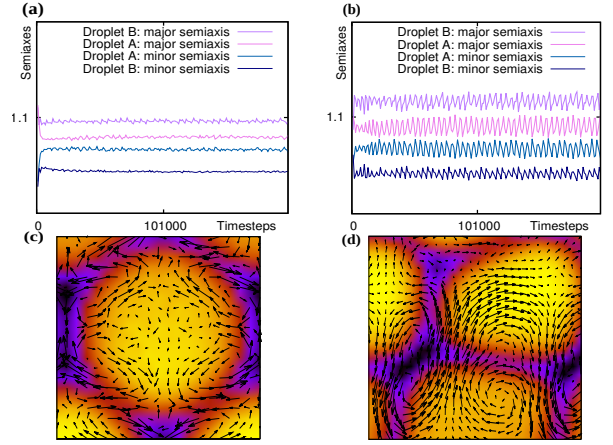 (a)
Semiaxes
Droplet B: major semiaxis
Droplet A: major semiaxis
Droplet A: minor semiaxis
Droplet B: minor semiaxis
1.1
0
101000
Timesteps
(b)
Semiaxes
Droplet B: major semiaxis
Droplet A: major semiaxis
Droplet A: minor semiaxis
Droplet B: minor semiaxis
1.1
0
101000
Timesteps
(c)
(d)